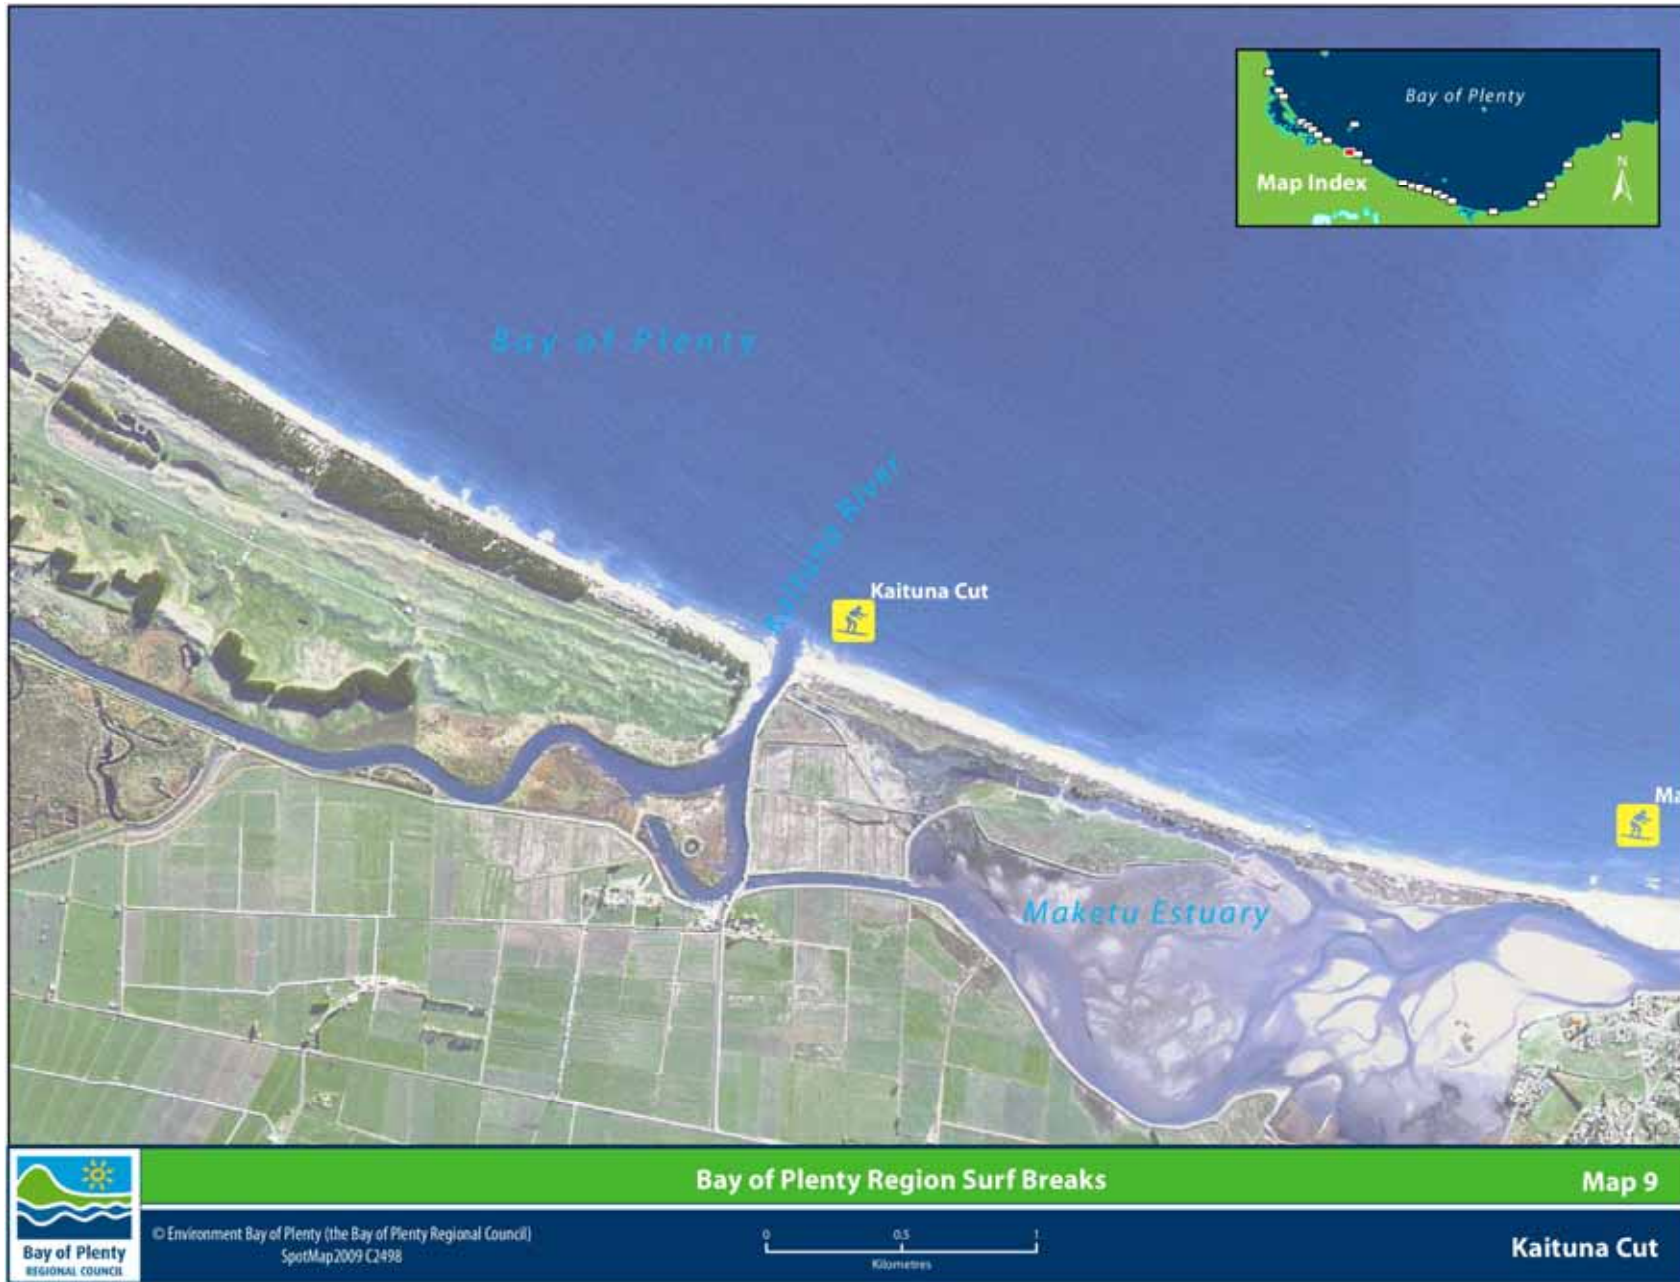 Bay of Plenty
Map Index
N
Bay of Plenty
Kaituna River
Kaituna Cut
Ma
Maketu Estuary
Bay of Plenty Region Surf Breaks
Map 9
© Environment Bay of Plenty (the Bay of Plenty Regional Council)
SpotMap2009 C2498
0 0.5 1
Kilometres
Kaituna Cut
Bay of Plenty
REGIONAL COUNCIL